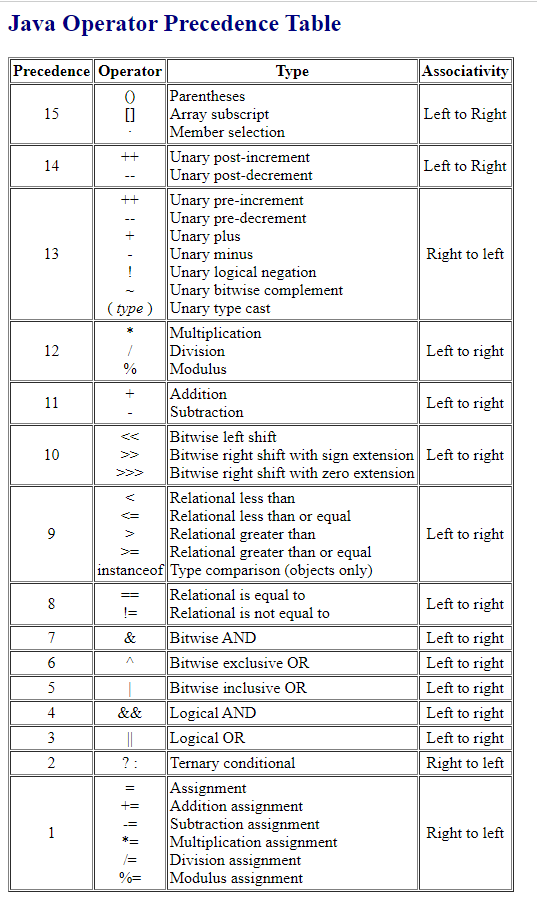 Java Operator Precedence Table
Precedence Operator Type Associativity
15 Left to Right
() Parentheses
[] Array subscript
· Member selection
14 Left to Right
++ Unary post-increment
-- Unary post-decrement
13 Right to left
++ Unary pre-increment
-- Unary pre-decrement
+ Unary plus
- Unary minus
! Unary logical negation
~ Unary bitwise complement
( type ) Unary type cast
12 Left to right
* Multiplication
/ Division
% Modulus
11 Left to right
+ Addition
- Subtraction
10 Left to right
<< Bitwise left shift
>> Bitwise right shift with sign extension
>>> Bitwise right shift with zero extension
9 Left to right
< Relational less than
<= Relational less than or equal
> Relational greater than
>= Relational greater than or equal
instanceof Type comparison (objects only)
8 Left to right
== Relational is equal to
!= Relational is not equal to
7 & Bitwise AND Left to right
6 ^ Bitwise exclusive OR Left to right
5 | Bitwise inclusive OR Left to right
4 && Logical AND Left to right
3 || Logical OR Left to right
2 ? : Ternary conditional Right to left
1 Right to left
= Assignment
+= Addition assignment
-= Subtraction assignment
*= Multiplication assignment
/= Division assignment
%= Modulus assignment